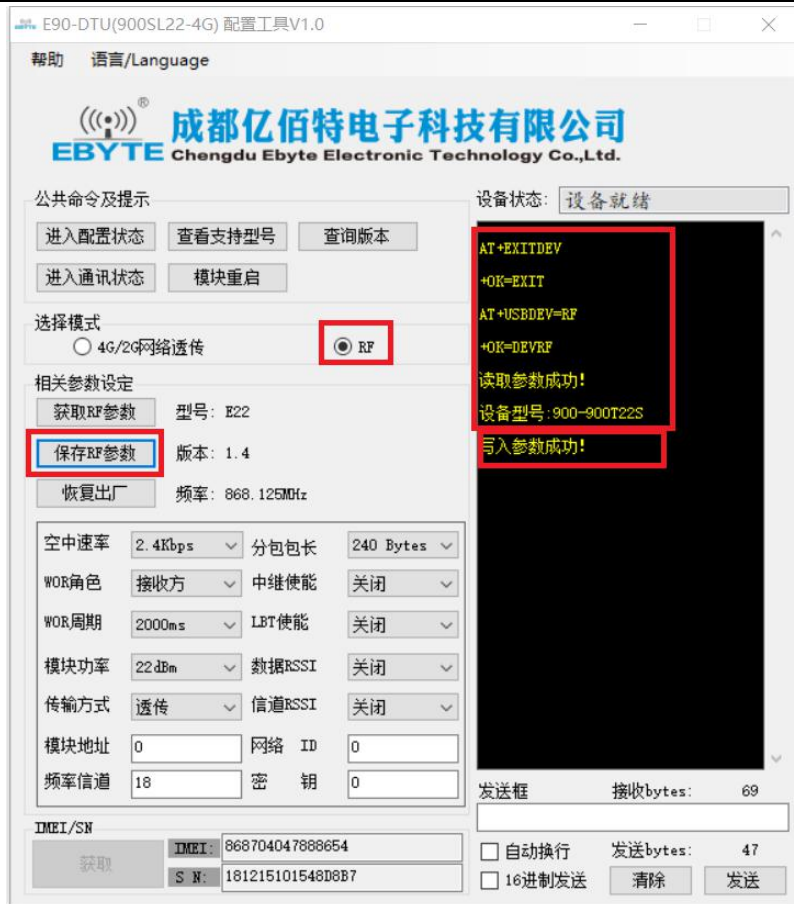 E90-DTU(900SL22-4G) 配置工具V1.0
帮助 语言/Language
EBYTE ®
成都亿佰特电子科技有限公司
Chengdu Ebyte Electronic Technology Co.,Ltd.
公共命令及提示
进入配置状态 查看支持型号 查询版本
进入通讯状态 模块重启
选择模式
4G/2G网络透传 RF
相关参数设定
获取RF参数 型号: E22
保存RF参数 版本: 1.4
恢复出厂 频率: 868.125MHz
空中速率 2.4Kbps 分包包长 240 Bytes
WOR角色 接收方 中继使能 关闭
WOR周期 2000ms LBT使能 关闭
模块功率 22dBm 数据RSSI 关闭
传输方式 透传 信道RSSI 关闭
模块地址 0 网络 ID 0
频率信道 18 密 钥 0
IMEI/SN
获取
IMEI: 868704047888654
S N: 181215101548D8B7
设备状态: 设备就绪
AT+EXITDEV
+OK=EXIT
AT+USBDEV=RF
+OK=DEVRF
读取参数成功!
设备型号:900-900T22S
写入参数成功!
发送框 接收bytes: 69
自动换行 发送bytes: 47
16进制发送 清除 发送